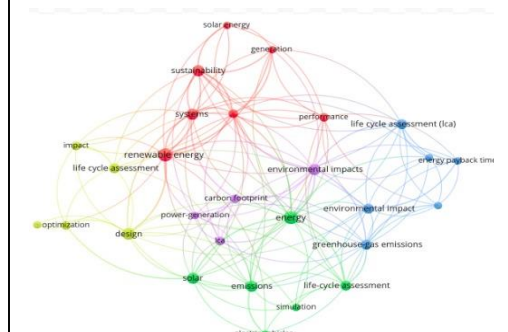 solar energy
generation
sustainability
systems
performance
life cycle assessment (lca)
impact
renewable energy
life cycle assessment
energy payback time
environmental impacts
carbon footprint
environmental impact
power-generation
energy
optimization
design
lca
greenhouse gas emissions
solar
emissions
life-cycle assessment
simulation